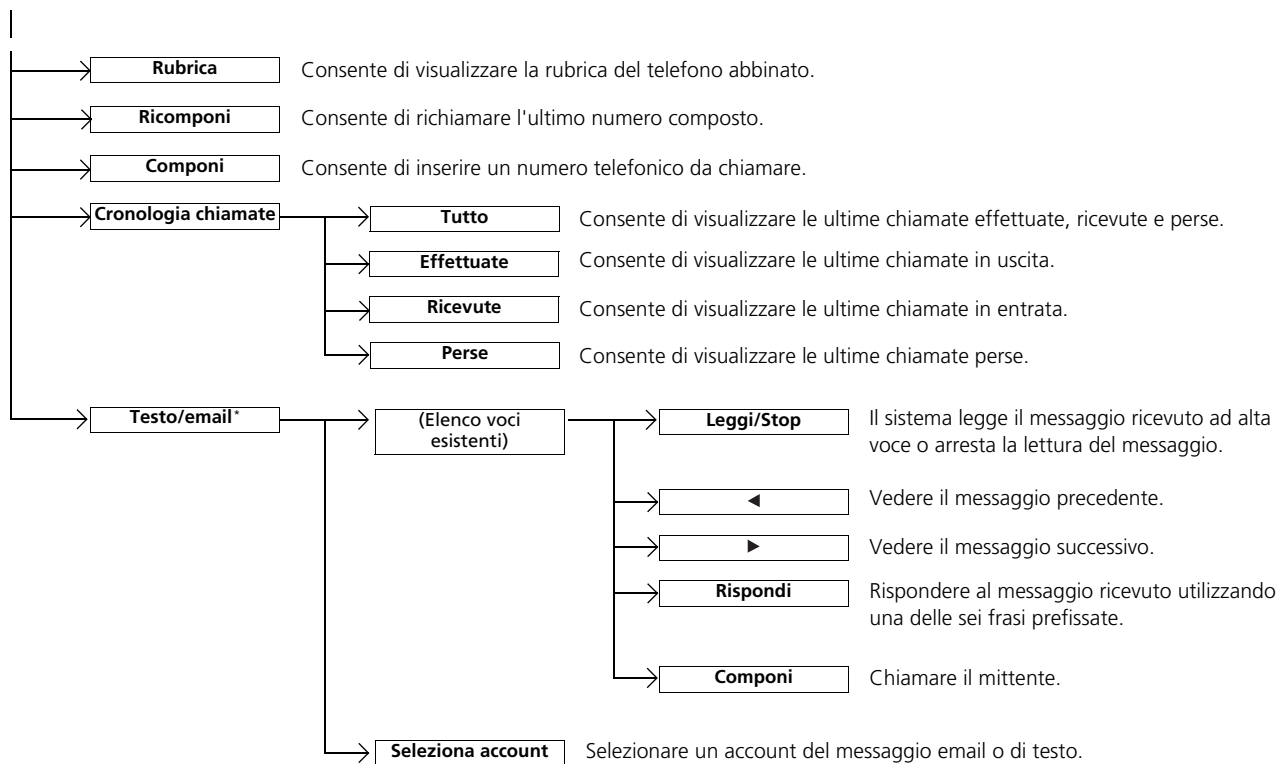 Rubrica Consente di visualizzare la rubrica del telefono abbinato.
Ricomponi Consente di richiamare l'ultimo numero composto.
Componi Consente di inserire un numero telefonico da chiamare.
Cronologia chiamate Tutto Consente di visualizzare le ultime chiamate effettuate, ricevute e perse.
Effettuate Consente di visualizzare le ultime chiamate in uscita.
Ricevute Consente di visualizzare le ultime chiamate in entrata.
Perse Consente di visualizzare le ultime chiamate perse.
Testo/email*
(Elenco voci
esistenti)
Leggi/Stop
Il sistema legge il messaggio ricevuto ad alta
voce o arresta la lettura del messaggio.
◄ Vedere il messaggio precedente.
► Vedere il messaggio successivo.
Rispondi
Rispondere al messaggio ricevuto utilizzando
una delle sei frasi prefissate.
Componi Chiamare il mittente.
Seleziona account Selezionare un account del messaggio email o di testo.